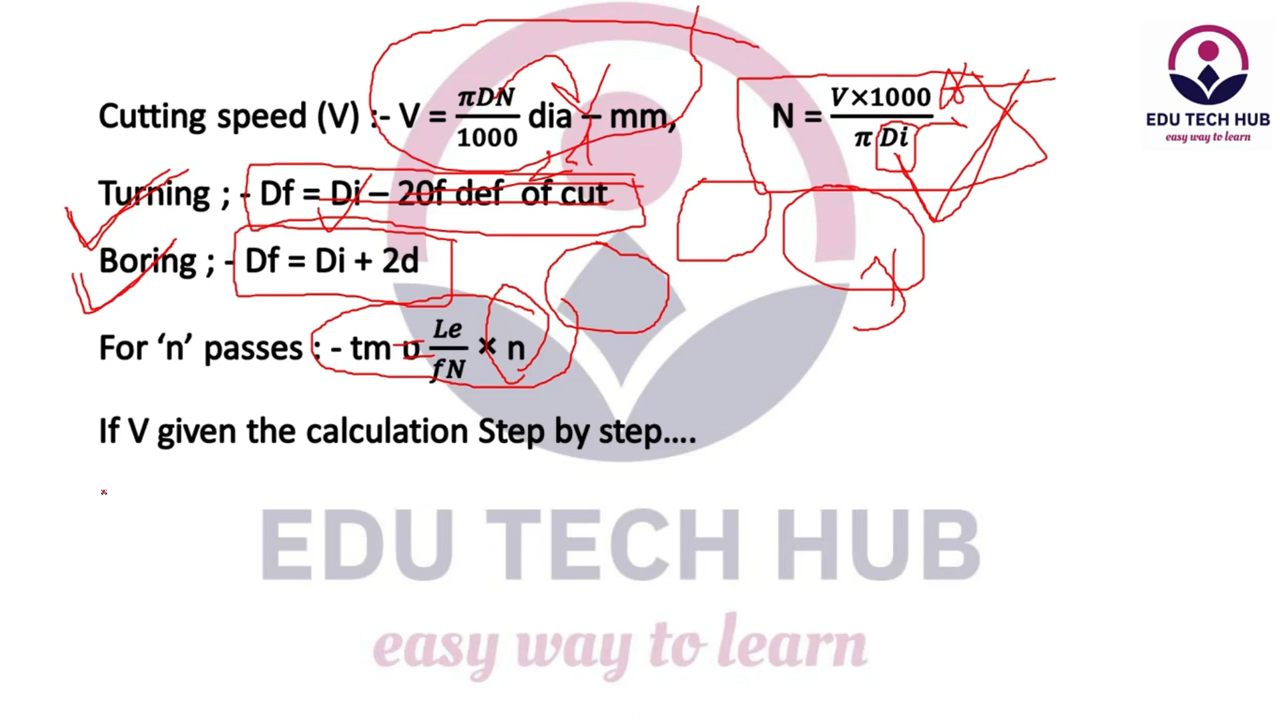 Cutting speed (V) :- V = πDN/1000 dia – mm, N = V×1000/π Di
Turning ; - Df = Di – 20f def of cut
Boring ; - Df = Di + 2d
For ‘n’ passes : - tm υ Le/fN × n
If V given the calculation Step by step....
EDU TECH HUB
easy way to learn
EDU TECH HUB
easy way to learn